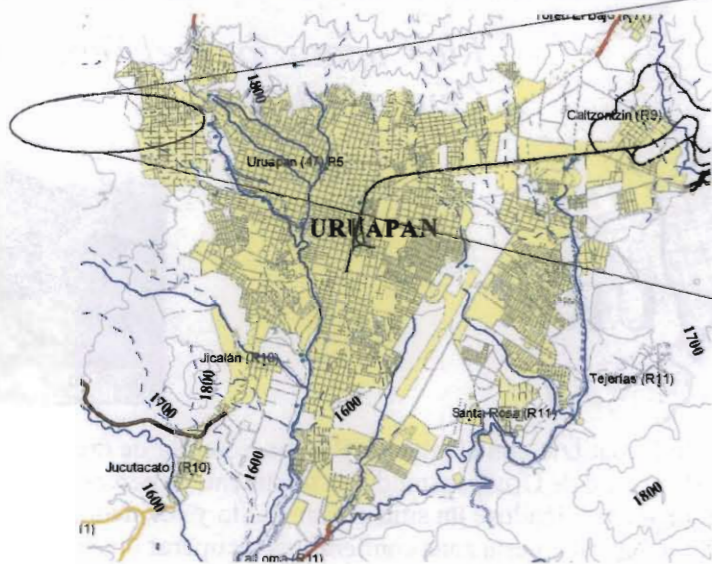 1800
Caltzontzin (R9)
Uruapan (47) R5
URUAPAN
1700
Jicalán (R10)
1800
1700
Tejerías (R11)
1600
Santa Rosa (R11)
Jucutacato (R10)
1600
1600
1800
(R11)